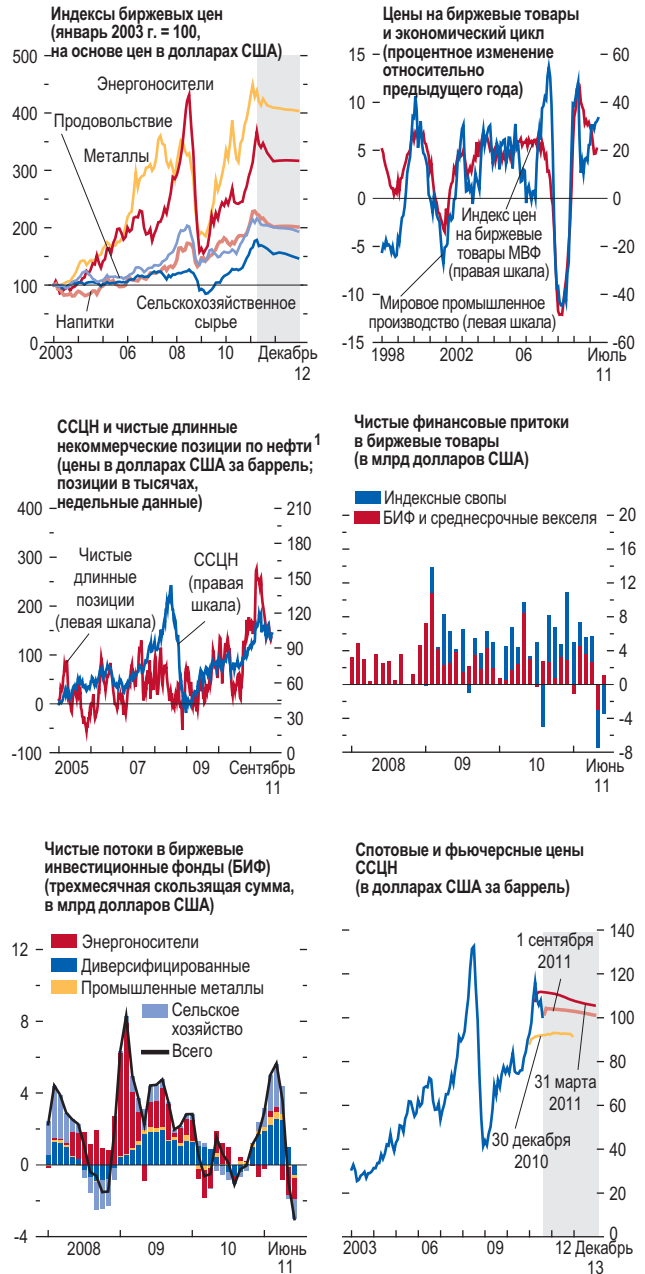 Индексы биржевых цен
(январь 2003 г. = 100,
на основе цен в долларах США)
500
400
300
200
100
0
Энергоносители
Продовольствие
Металлы
Сельскохозяйственное
сырье
Напитки
2003 06 08 10 Декабрь
12
Цены на биржевые товары
и экономический цикл
(процентное изменение
относительно
предыдущего года)
15
10
5
0
-5
-10
-15
60
40
20
0
-20
-40
-60
Индекс цен
на биржевые
товары МВФ
(правая шкала)
Мировое промышленное
производство (левая шкала)
1998 2002 06 Июль
11
ССЦН и чистые длинные
некоммерческие позиции по нефти 1
(цены в долларах США за баррель;
позиции в тысячах,
недельные данные)
400
300
200
100
0
-100
210
180
150
120
90
60
30
0
Чистые
длинные
позиции
(левая шкала)
ССЦН
(правая
шкала)
2005 07 09 Сентябрь
11
Чистые финансовые притоки
в биржевые товары
(в млрд долларов США)
Индексные свопы
БИФ и среднесрочные векселя
20
16
12
8
4
0
-4
-8
2008 09 10 Июнь
11
Чистые потоки в биржевые
инвестиционные фонды (БИФ)
(трехмесячная скользящая сумма,
в млрд долларов США)
12
8
4
0
-4
Энергоносители
Диверсифицированные
Промышленные металлы
Сельское
хозяйство
Всего
2008 09 10 Июнь
11
Спотовые и фьючерсные цены
ССЦН
(в долларах США за баррель)
140
120
100
80
60
40
20
0
1 сентября
2011
31 марта
2011
30 декабря
2010
2003 06 09 12 Декабрь
13